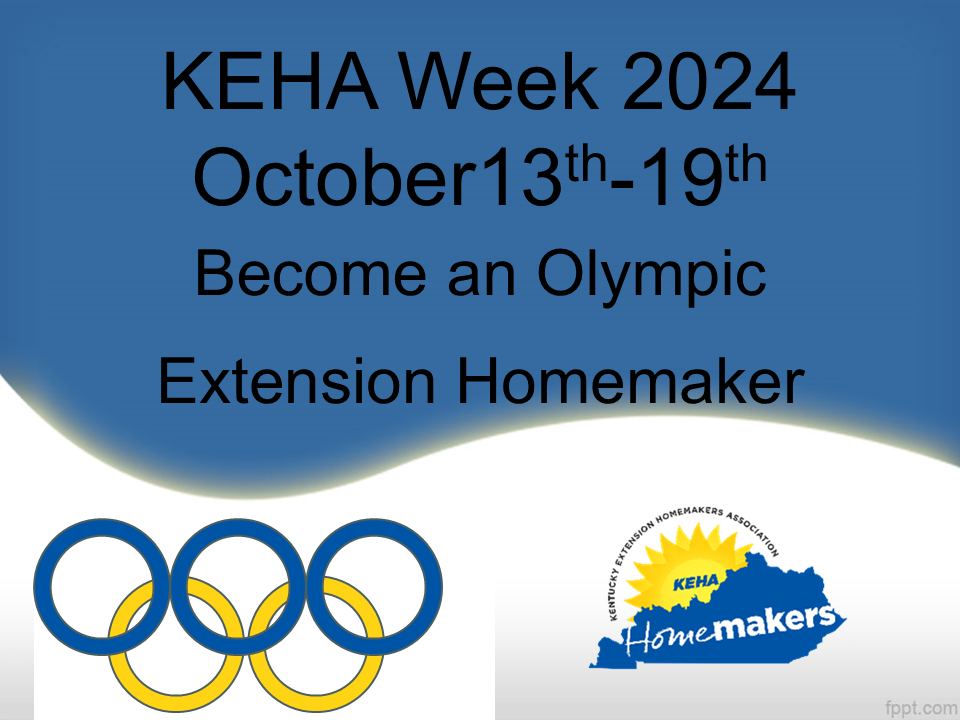 KEHA Week 2024
October13th-19th
Become an Olympic
Extension Homemaker
KENTUCKY EXTENSION HOMEMAKERS ASSOCIATION
KEHA
Homemakers
fppt.com